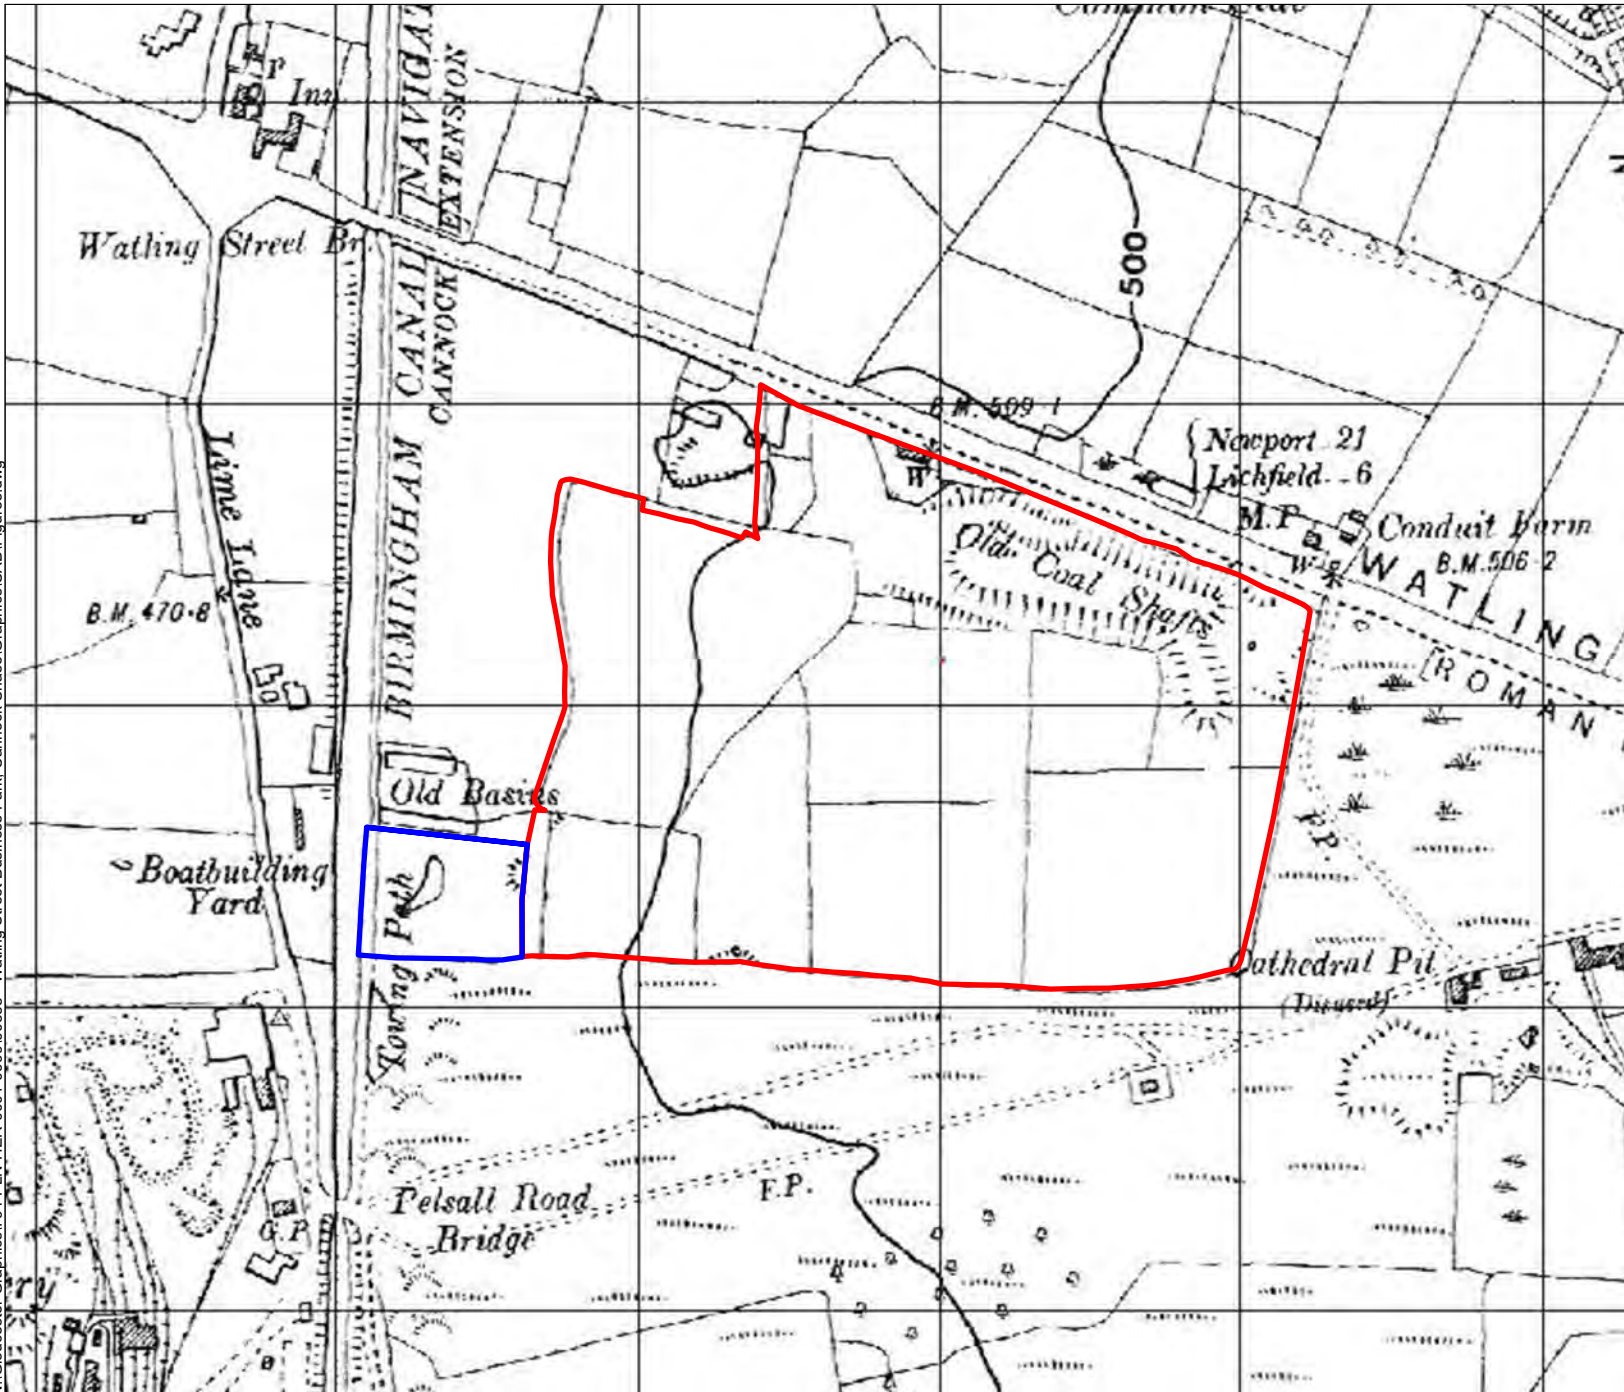 Inn
CANAL NAVIGA
CANNOCK EXTENSION
BIRMINGHAM
Watling Street Br.
500
B.M. 509·1
Newport 21
Lichfield 6
M.P.
Conduit Farm
B.M. 506·2
W
W
WATLING
ROMAN
Old Coal Shafts
Lime Lane
B.M. 470·8
Old Basins
Boatbuilding
Yard
Towing Path
F.P.
Cathedral Pit
(Disused)
Pelsall Road
Bridge
F.P.
G.P.
ery